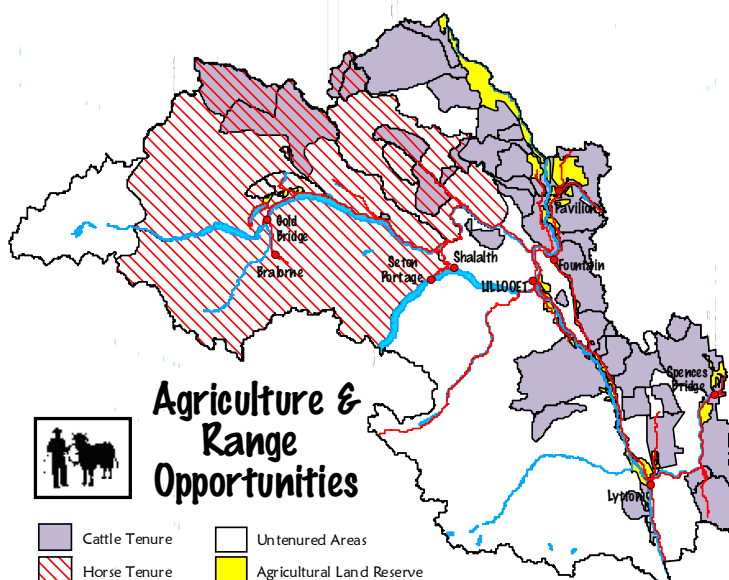 Pavilion
Gold
Bridge
Bralorne
Seton
Portage
Shalalth
LILLOOET
Fountain
Spences
Bridge
Lytton
Agriculture &
Range
Opportunities
Cattle Tenure
Untenured Areas
Horse Tenure
Agricultural Land Reserve